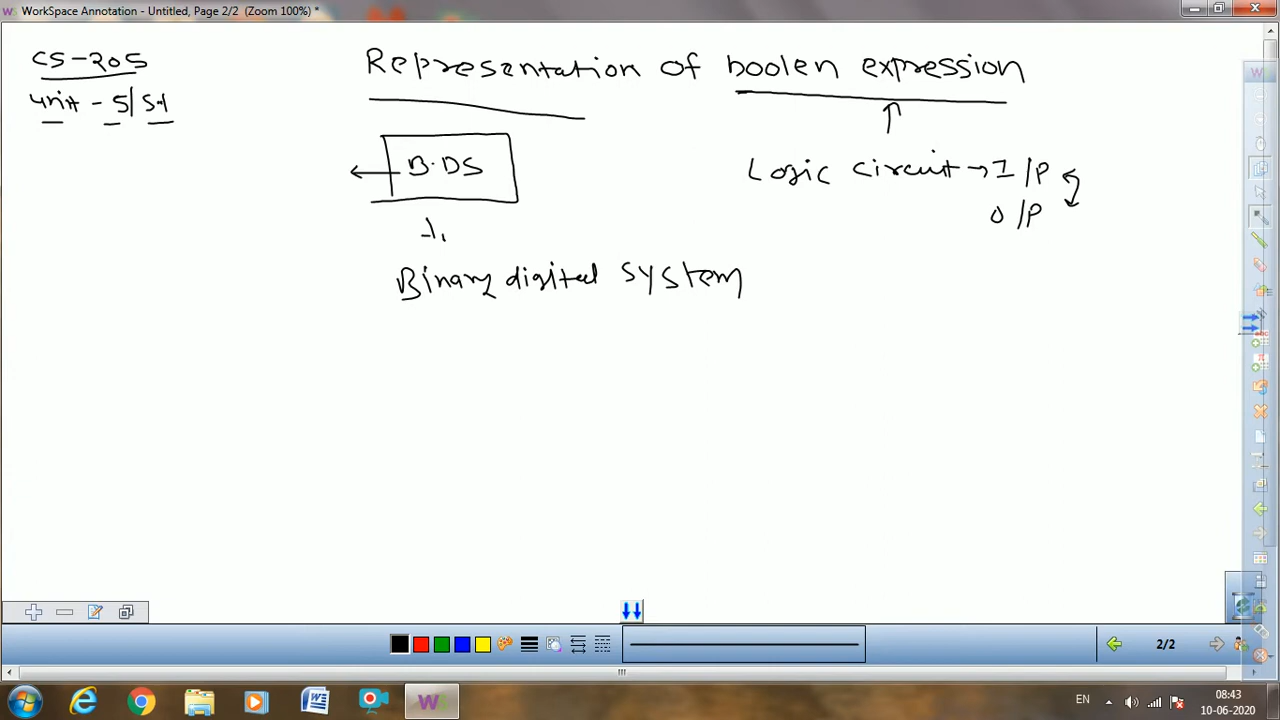 WorkSpace Annotation - Untitled, Page 2/2 (Zoom 100%) *
CS-205
Unit - 5/S.1
Representation of boolen expression
B.DS
Logic Circuit → I/P
O/P
Binary digital System
2/2
EN
08:43
10-06-2020